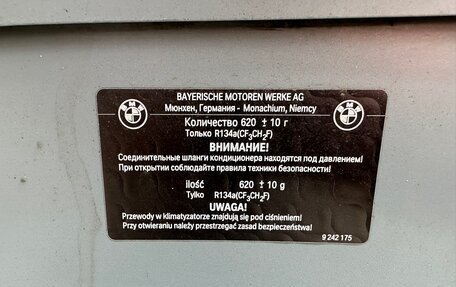 BAYERISCHE MOTOREN WERKE AG
Мюнхен, Германия - Monachium, Niemcy
Количество 620 ± 10 г
Только R134a(CF3CH2F)
ВНИМАНИЕ!
Соединительные шланги кондиционера находятся под давлением!
При открытии соблюдайте правила техники безопасности!
Ilość 620 ± 10 g
Tylko R134a(CF3CH2F)
UWAGA!
Przewody w klimatyzatorze znajdują się pod ciśnieniem!
Przy otwieraniu należy przestrzegać zasad bezpieczeństwa!
9 242 175
BMW
BMW